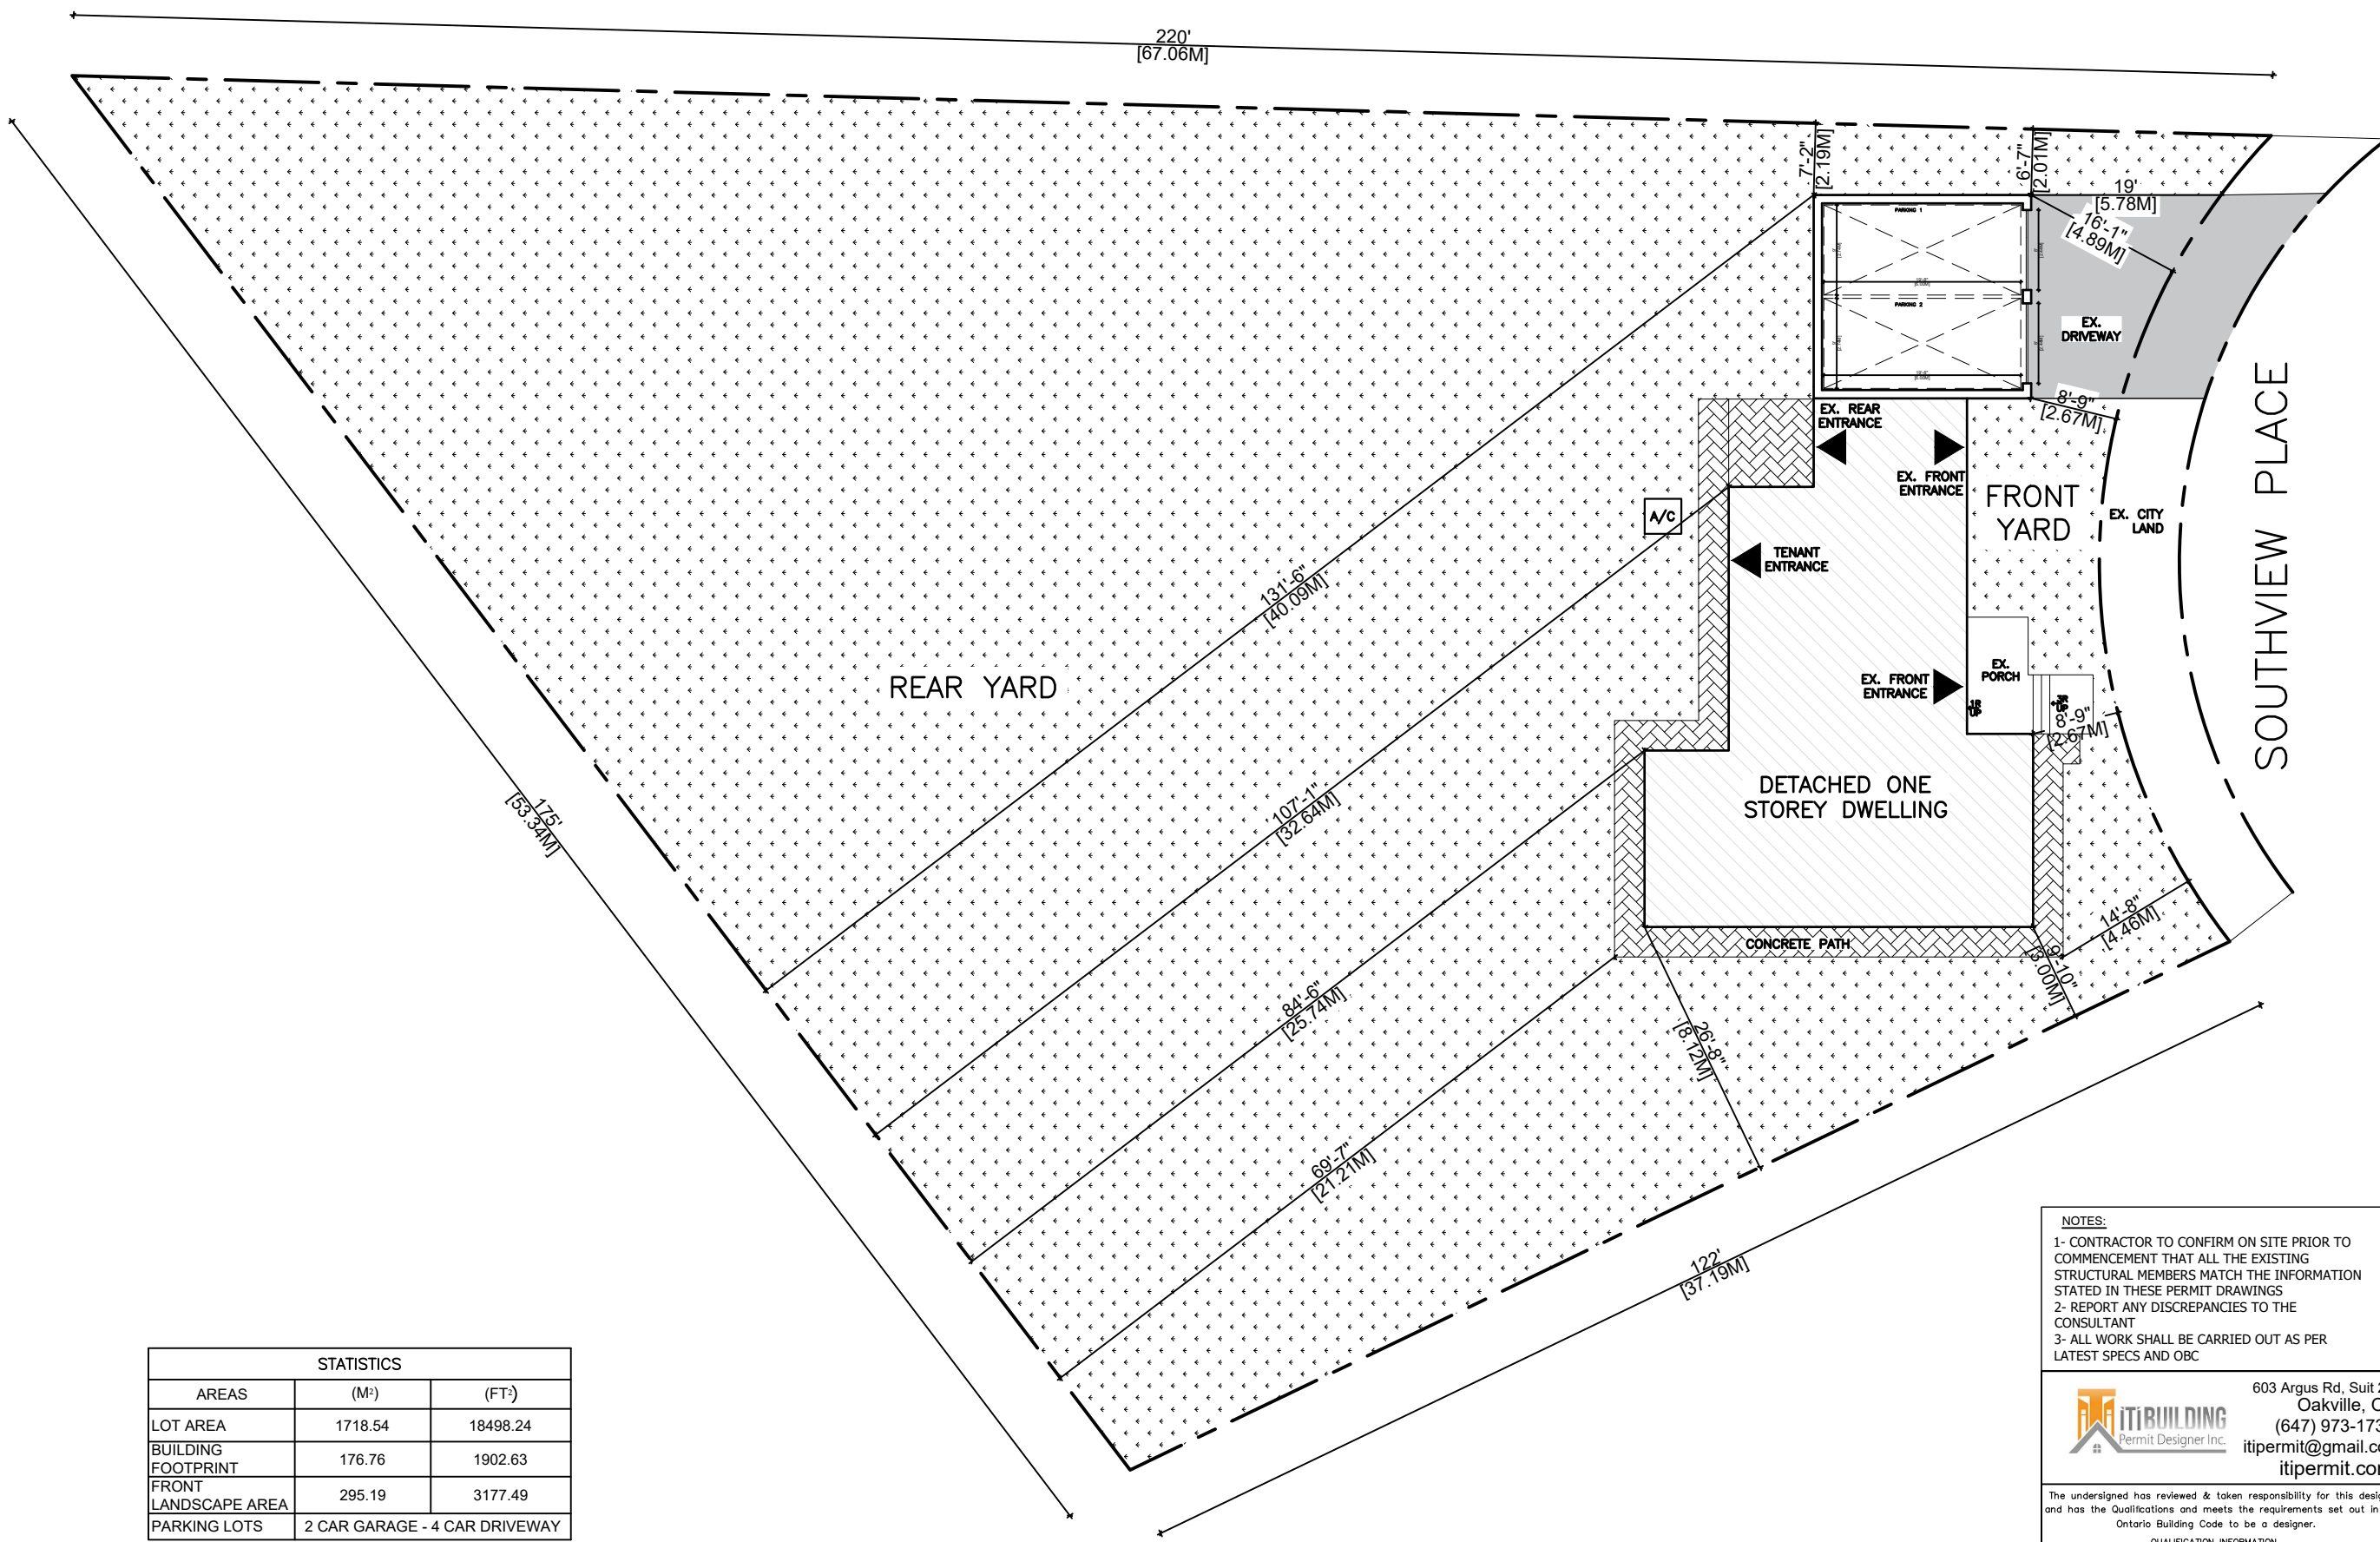 220'
[67.06M]
7'-2"
[2.19M]
6'-7"
[2.01M]
19'
[5.78M]
16'-1"
[4.89M]
PARKING 1
PARKING 2
EX.
DRIVEWAY
8'-9"
[2.67M]
EX. REAR
ENTRANCE
EX. FRONT
ENTRANCE
FRONT
YARD
EX. CITY
LAND
SOUTHVIEW PLACE
A/C
TENANT
ENTRANCE
131'-6"
[40.09M]
REAR YARD
EX. FRONT
ENTRANCE
EX.
PORCH
1R
UP
3R
UP
8'-9"
[2.67M]
175'
[53.34M]
107'-1"
[32.64M]
DETACHED ONE
STOREY DWELLING
14'-8"
[4.46M]
CONCRETE PATH
9'-10"
[3.00M]
84'-6"
[25.74M]
26'-8"
[8.12M]
69'-7"
[21.21M]
122'
[37.19M]
STATISTICS
AREAS (M²) (FT²)
LOT AREA 1718.54 18498.24
BUILDING
FOOTPRINT 176.76 1902.63
FRONT
LANDSCAPE AREA 295.19 3177.49
PARKING LOTS 2 CAR GARAGE - 4 CAR DRIVEWAY
NOTES:
1- CONTRACTOR TO CONFIRM ON SITE PRIOR TO
COMMENCEMENT THAT ALL THE EXISTING
STRUCTURAL MEMBERS MATCH THE INFORMATION
STATED IN THESE PERMIT DRAWINGS
2- REPORT ANY DISCREPANCIES TO THE
CONSULTANT
3- ALL WORK SHALL BE CARRIED OUT AS PER
LATEST SPECS AND OBC
iTiBUILDING
Permit Designer Inc.
603 Argus Rd, Suit
Oakville,
(647) 973-173
itipermit@gmail.co
itipermit.co
The undersigned has reviewed & taken responsibility for this desig
and has the Qualifications and meets the requirements set out in
Ontario Building Code to be a designer.
QUALIFICATION INFORMATION